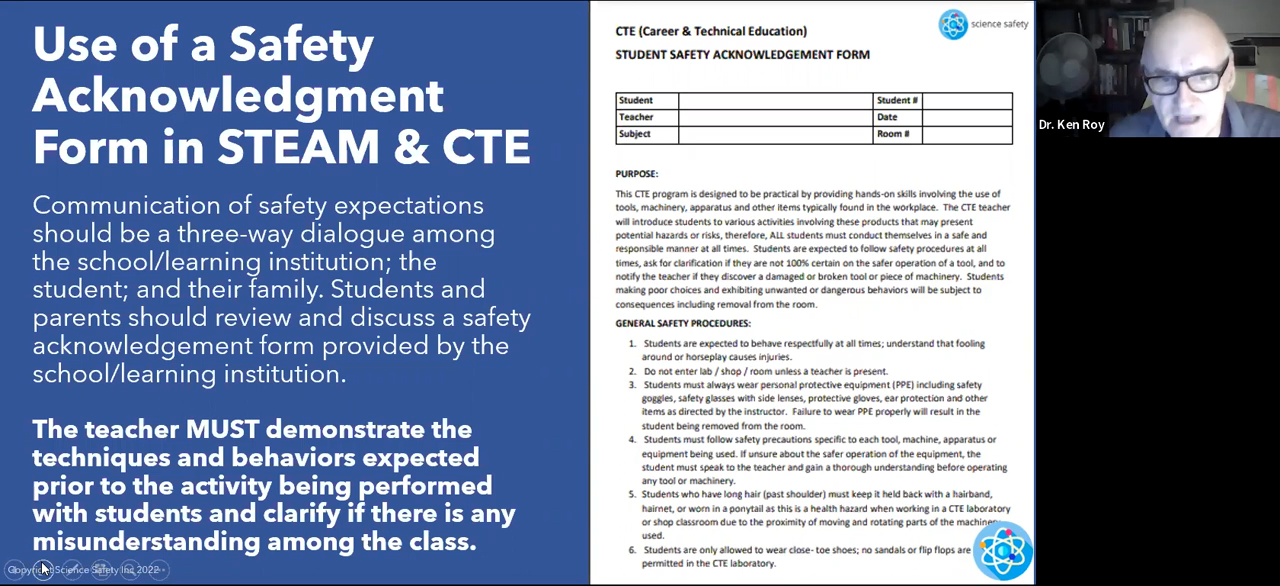 Use of a Safety
Acknowledgment
Form in STEAM & CTE
Communication of safety expectations
should be a three-way dialogue among
the school/learning institution; the
student; and their family. Students and
parents should review and discuss a safety
acknowledgement form provided by the
school/learning institution.
The teacher MUST demonstrate the
techniques and behaviors expected
prior to the activity being performed
with students and clarify if there is any
misunderstanding among the class.
Copyright Science Safety Inc 2022
science safety
CTE (Career & Technical Education)
STUDENT SAFETY ACKNOWLEDGEMENT FORM
Student Student #
Teacher Date
Subject Room #
PURPOSE:
This CTE program is designed to be practical by providing hands-on skills involving the use of
tools, machinery, apparatus and other items typically found in the workplace. The CTE teacher
will introduce students to various activities involving these products that may present
potential hazards or risks, therefore, ALL students must conduct themselves in a safe and
responsible manner at all times. Students are expected to follow safety procedures at all
times, ask for clarification if they are not 100% certain on the safer operation of a tool, and to
notify the teacher if they discover a damaged or broken tool or piece of machinery. Students
making poor choices and exhibiting unwanted or dangerous behaviors will be subject to
consequences including removal from the room.
GENERAL SAFETY PROCEDURES:
1. Students are expected to behave respectfully at all times; understand that fooling
around or horseplay causes injuries.
2. Do not enter lab / shop / room unless a teacher is present.
3. Students must always wear personal protective equipment (PPE) including safety
goggles, safety glasses with side lenses, protective gloves, ear protection and other
items as directed by the instructor. Failure to wear PPE properly will result in the
student being removed from the room.
4. Students must follow safety precautions specific to each tool, machine, apparatus or
equipment being used. If unsure about the safer operation of the equipment, the
student must speak to the teacher and gain a thorough understanding before operating
any tool or machinery.
5. Students who have long hair (past shoulder) must keep it held back with a hairband,
hairnet, or worn in a ponytail as this is a health hazard when working in a CTE laboratory
or shop classroom due to the proximity of moving and rotating parts of the machinery
used.
6. Students are only allowed to wear close- toe shoes; no sandals or flip flops are
permitted in the CTE laboratory.
Dr. Ken Roy